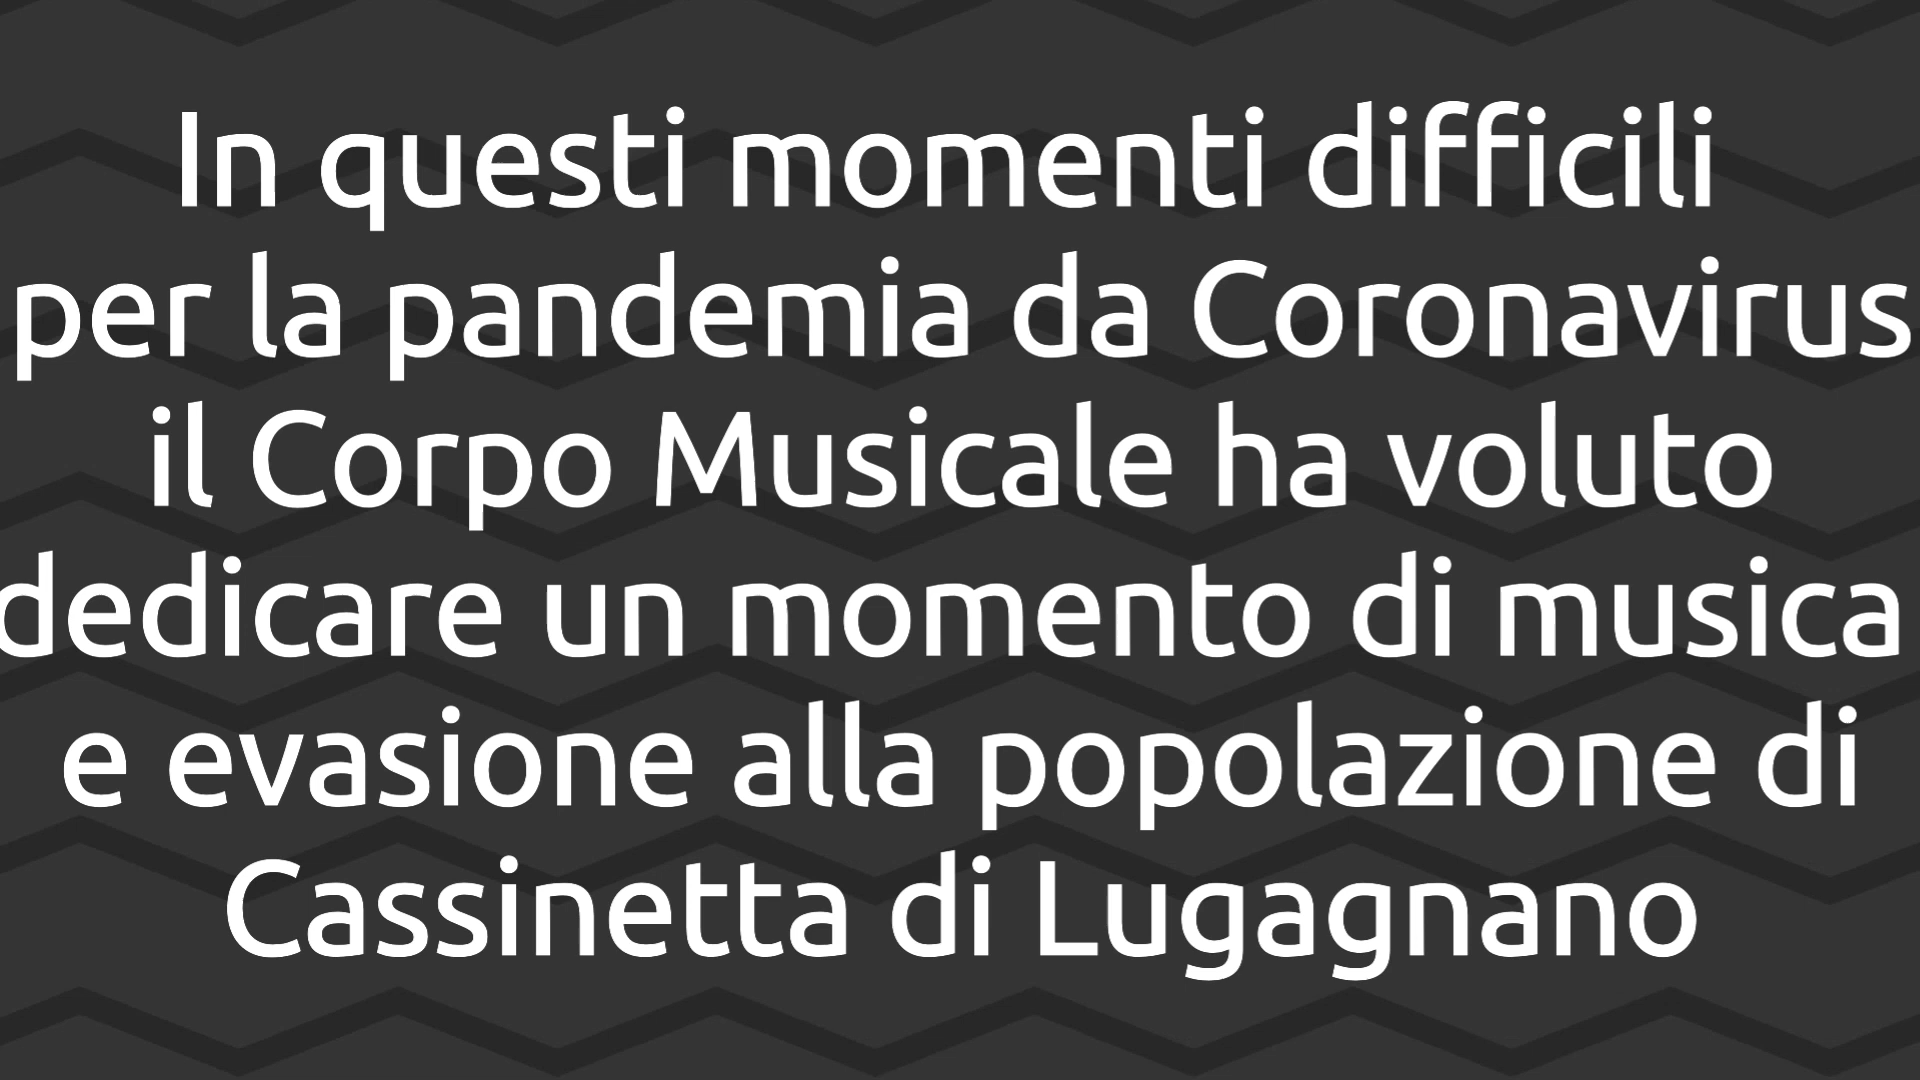 In questi momenti difficili
per la pandemia da Coronavirus
il Corpo Musicale ha voluto
dedicare un momento di musica
e evasione alla popolazione di
Cassinetta di Lugagnano